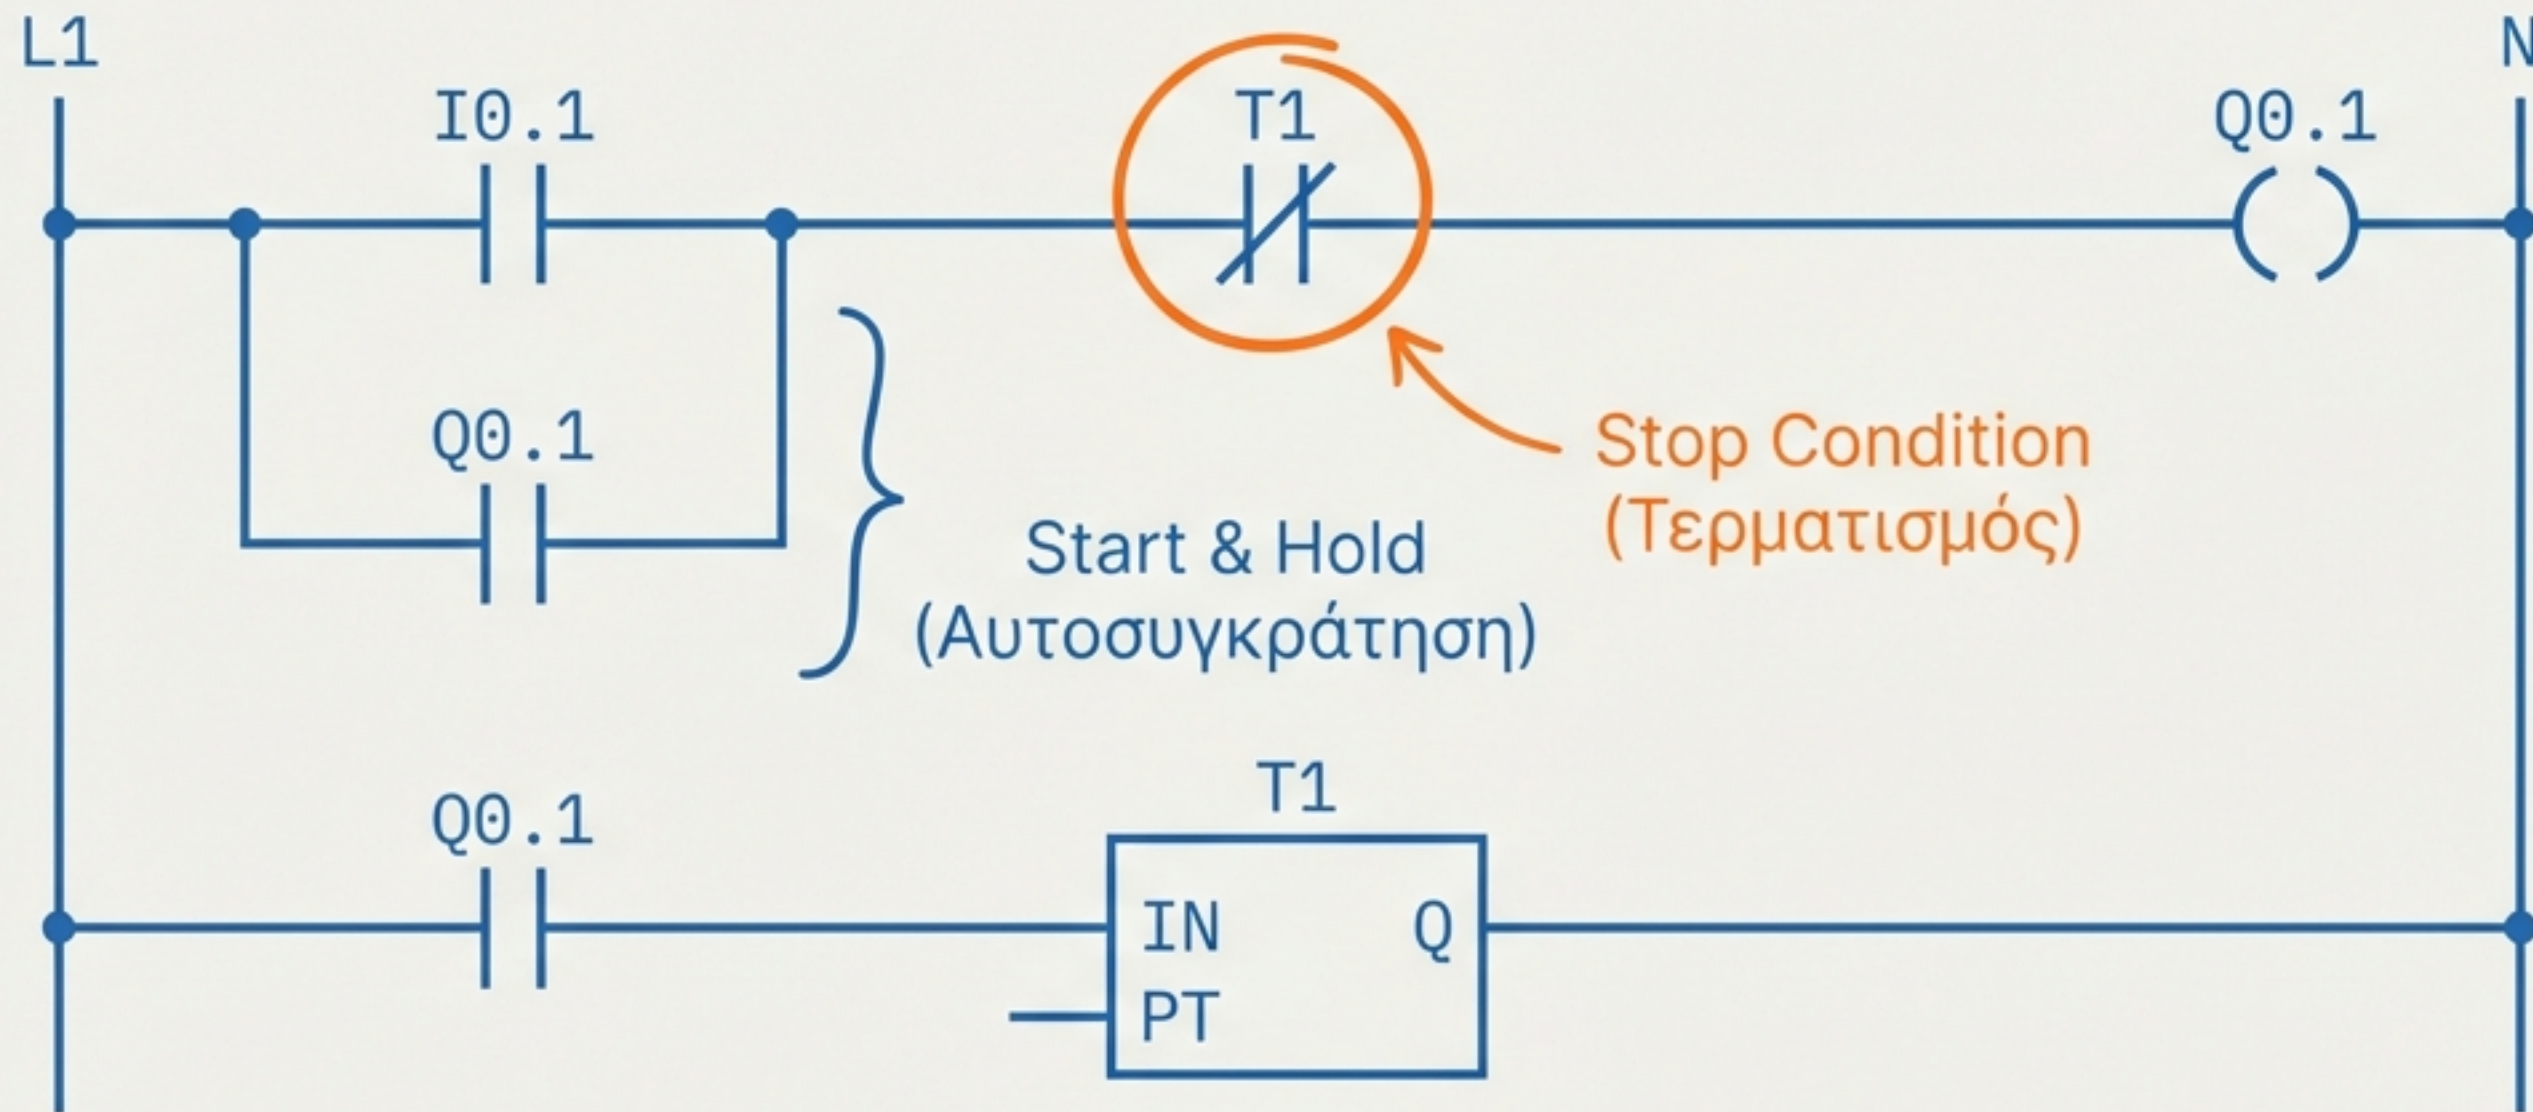 L1
N
I0.1
T1
Q0.1
Q0.1
Stop Condition
(Τερματισμός)
Start & Hold
(Αυτοσυγκράτηση)
Q0.1
T1
IN
Q
PT